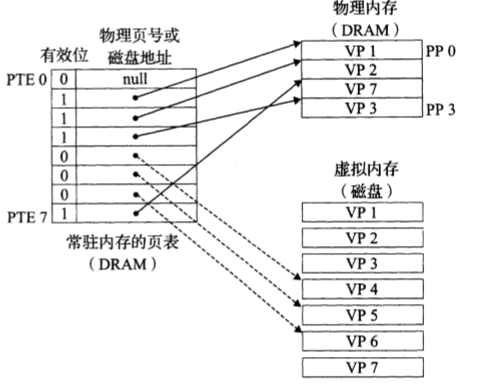 物理页号或
有效位 磁盘地址
PTE 0 0 null
1
1
1
0
0
0
PTE 7 1
常驻内存的页表
（DRAM）
物理内存
（DRAM）
VP 1 PP 0
VP 2
VP 7
VP 3 PP 3
虚拟内存
（磁盘）
VP 1
VP 2
VP 3
VP 4
VP 5
VP 6
VP 7